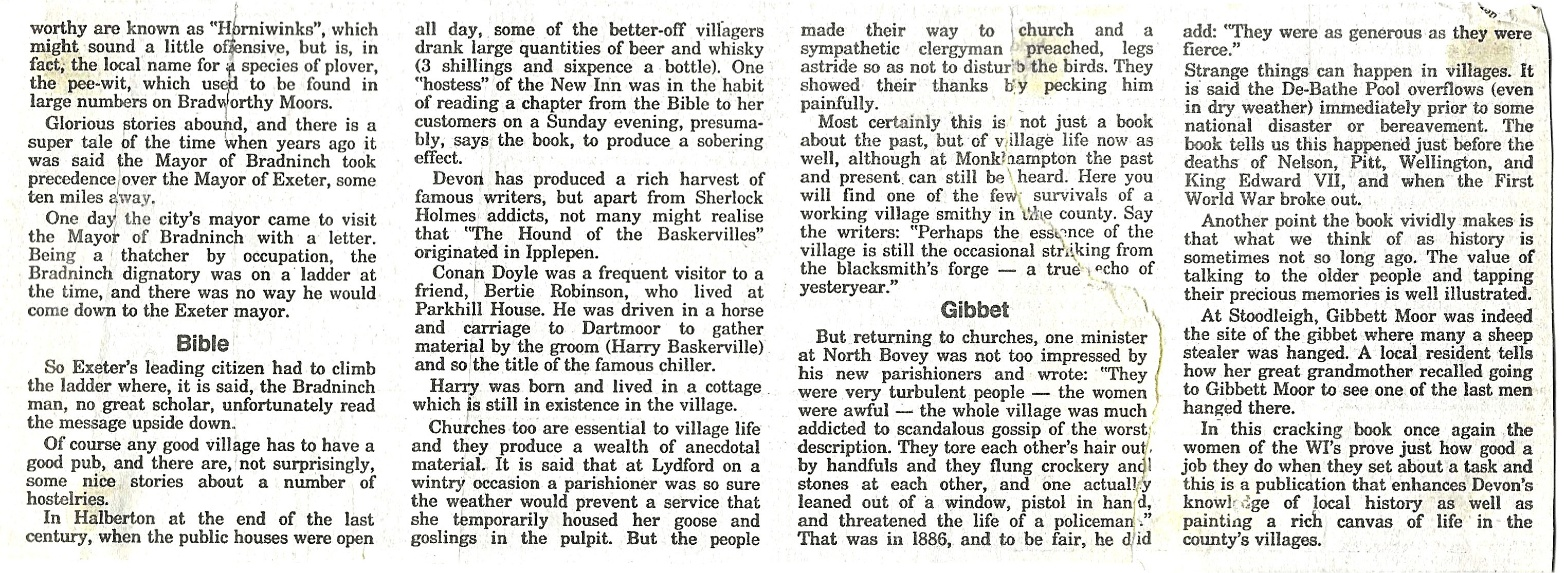 worthy are known as "Horniwinks", which
might sound a little offensive, but is, in
fact, the local name for a species of plover,
the pee-wit, which used to be found in
large numbers on Bradworthy Moors.
Glorious stories abound, and there is a
super tale of the time when years ago it
was said the Mayor of Bradninch took
precedence over the Mayor of Exeter, some
ten miles away.
One day the city's mayor came to visit
the Mayor of Bradninch with a letter.
Being a thatcher by occupation, the
Bradninch dignatory was on a ladder at
the time, and there was no way he would
come down to the Exeter mayor.
Bible
So Exeter's leading citizen had to climb
the ladder where, it is said, the Bradninch
man, no great scholar, unfortunately read
the message upside down.
Of course any good village has to have a
good pub, and there are, not surprisingly,
some nice stories about a number of
hostelries.
In Halberton at the end of the last
century, when the public houses were open
all day, some of the better-off villagers
drank large quantities of beer and whisky
(3 shillings and sixpence a bottle). One
"hostess" of the New Inn was in the habit
of reading a chapter from the Bible to her
customers on a Sunday evening, presuma-
bly, says the book, to produce a sobering
effect.
Devon has produced a rich harvest of
famous writers, but apart from Sherlock
Holmes addicts, not many might realise
that "The Hound of the Baskervilles"
originated in Ipplepen.
Conan Doyle was a frequent visitor to a
friend, Bertie Robinson, who lived at
Parkhill House. He was driven in a horse
and carriage to Dartmoor to gather
material by the groom (Harry Baskerville)
and so the title of the famous chiller.
Harry was born and lived in a cottage
which is still in existence in the village.
Churches too are essential to village life
and they produce a wealth of anecdotal
material. It is said that at Lydford on a
wintry occasion a parishioner was so sure
the weather would prevent a service that
she temporarily housed her goose and
goslings in the pulpit. But the people
made their way to church and a
sympathetic clergyman preached, legs
astride so as not to disturb the birds. They
showed their thanks by pecking him
painfully.
Most certainly this is not just a book
about the past, but of village life now as
well, although at Monkhampton the past
and present can still be heard. Here you
will find one of the few survivals of a
working village smithy in the county. Say
the writers: "Perhaps the essence of the
village is still the occasional striking from
the blacksmith's forge — a true echo of
yesteryear."
Gibbet
But returning to churches, one minister
at North Bovey was not too impressed by
his new parishioners and wrote: "They
were very turbulent people — the women
were awful — the whole village was much
addicted to scandalous gossip of the worst
description. They tore each other's hair out
by handfuls and they flung crockery and
stones at each other, and one actually
leaned out of a window, pistol in hand,
and threatened the life of a policeman."
That was in 1886, and to be fair, he did
add: "They were as generous as they were
fierce."
Strange things can happen in villages. It
is said the De-Bathe Pool overflows (even
in dry weather) immediately prior to some
national disaster or bereavement. The
book tells us this happened just before the
deaths of Nelson, Pitt, Wellington, and
King Edward VII, and when the First
World War broke out.
Another point the book vividly makes is
that what we think of as history is
sometimes not so long ago. The value of
talking to the older people and tapping
their precious memories is well illustrated.
At Stoodleigh, Gibbett Moor was indeed
the site of the gibbet where many a sheep
stealer was hanged. A local resident tells
how her great grandmother recalled going
to Gibbett Moor to see one of the last men
hanged there.
In this cracking book once again the
women of the WI's prove just how good a
job they do when they set about a task and
this is a publication that enhances Devon's
knowledge of local history as well as
painting a rich canvas of life in the
county's villages.